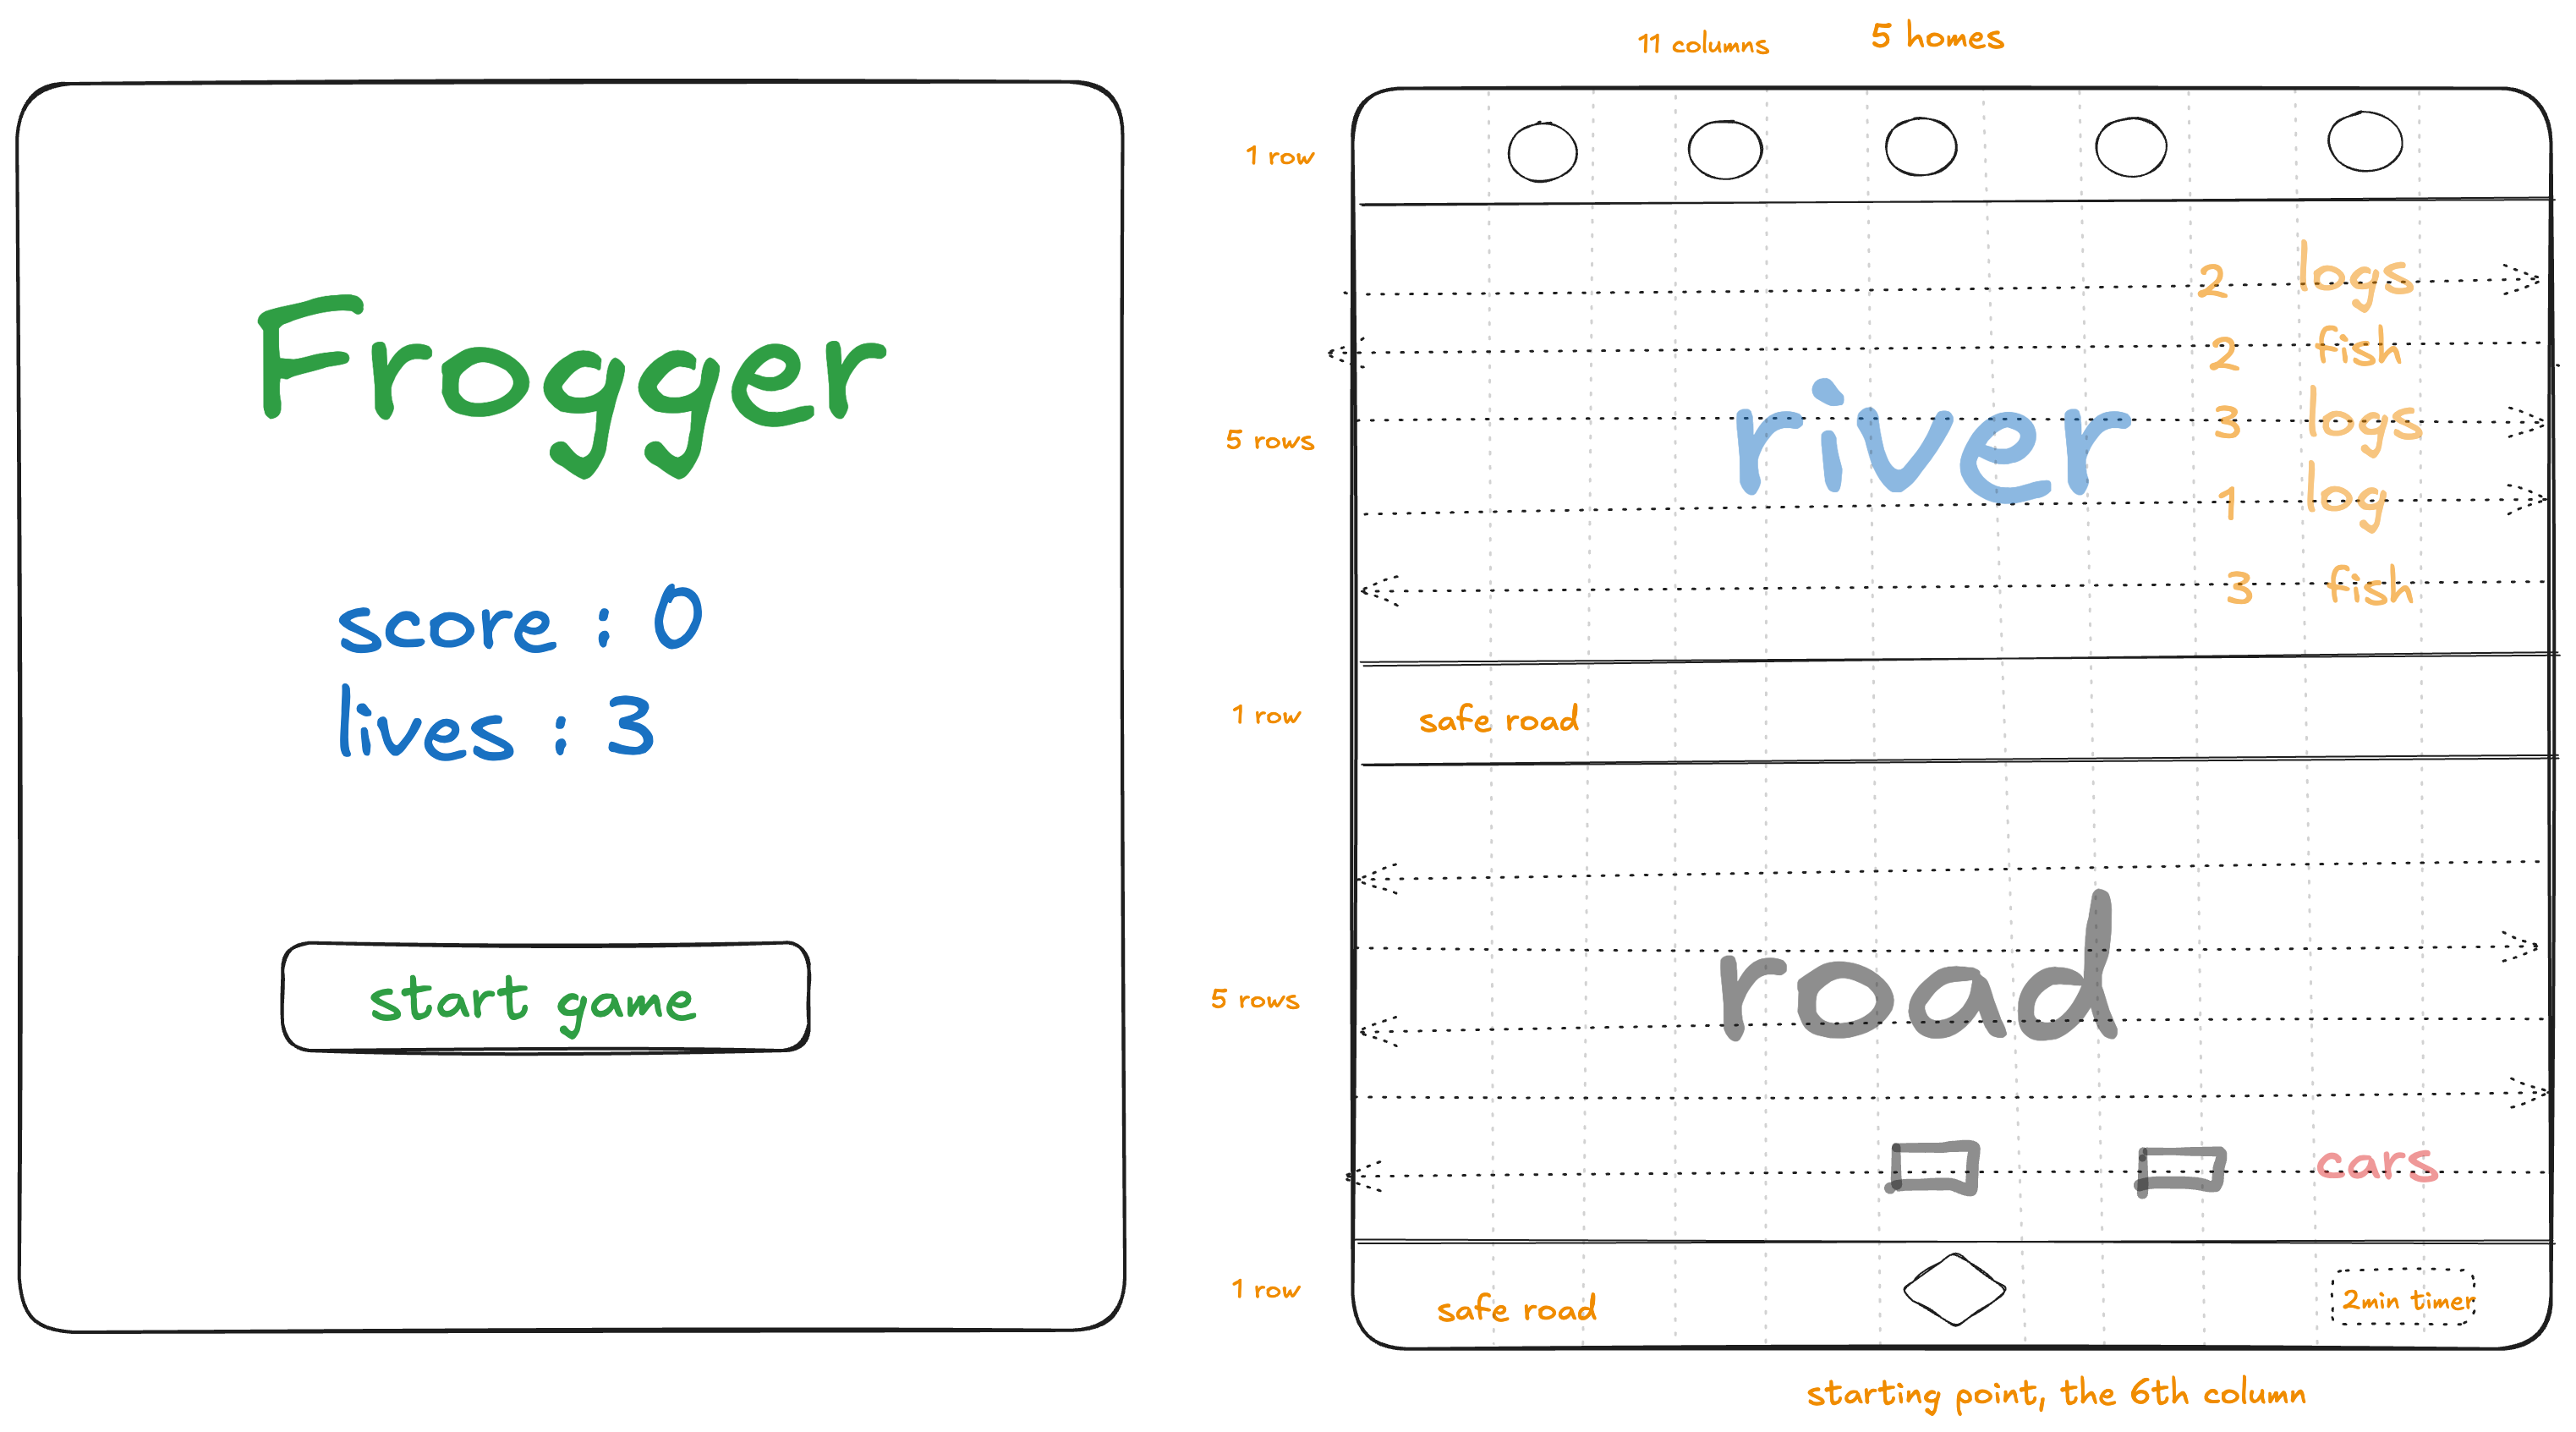 Frogger
score : 0
lives : 3
start game
11 columns
5 homes
1 row
2 logs
2 fish
river
3 logs
5 rows
1 log
3 fish
1 row
safe road
road
5 rows
cars
1 row
safe road
2min timer
starting point, the 6th column